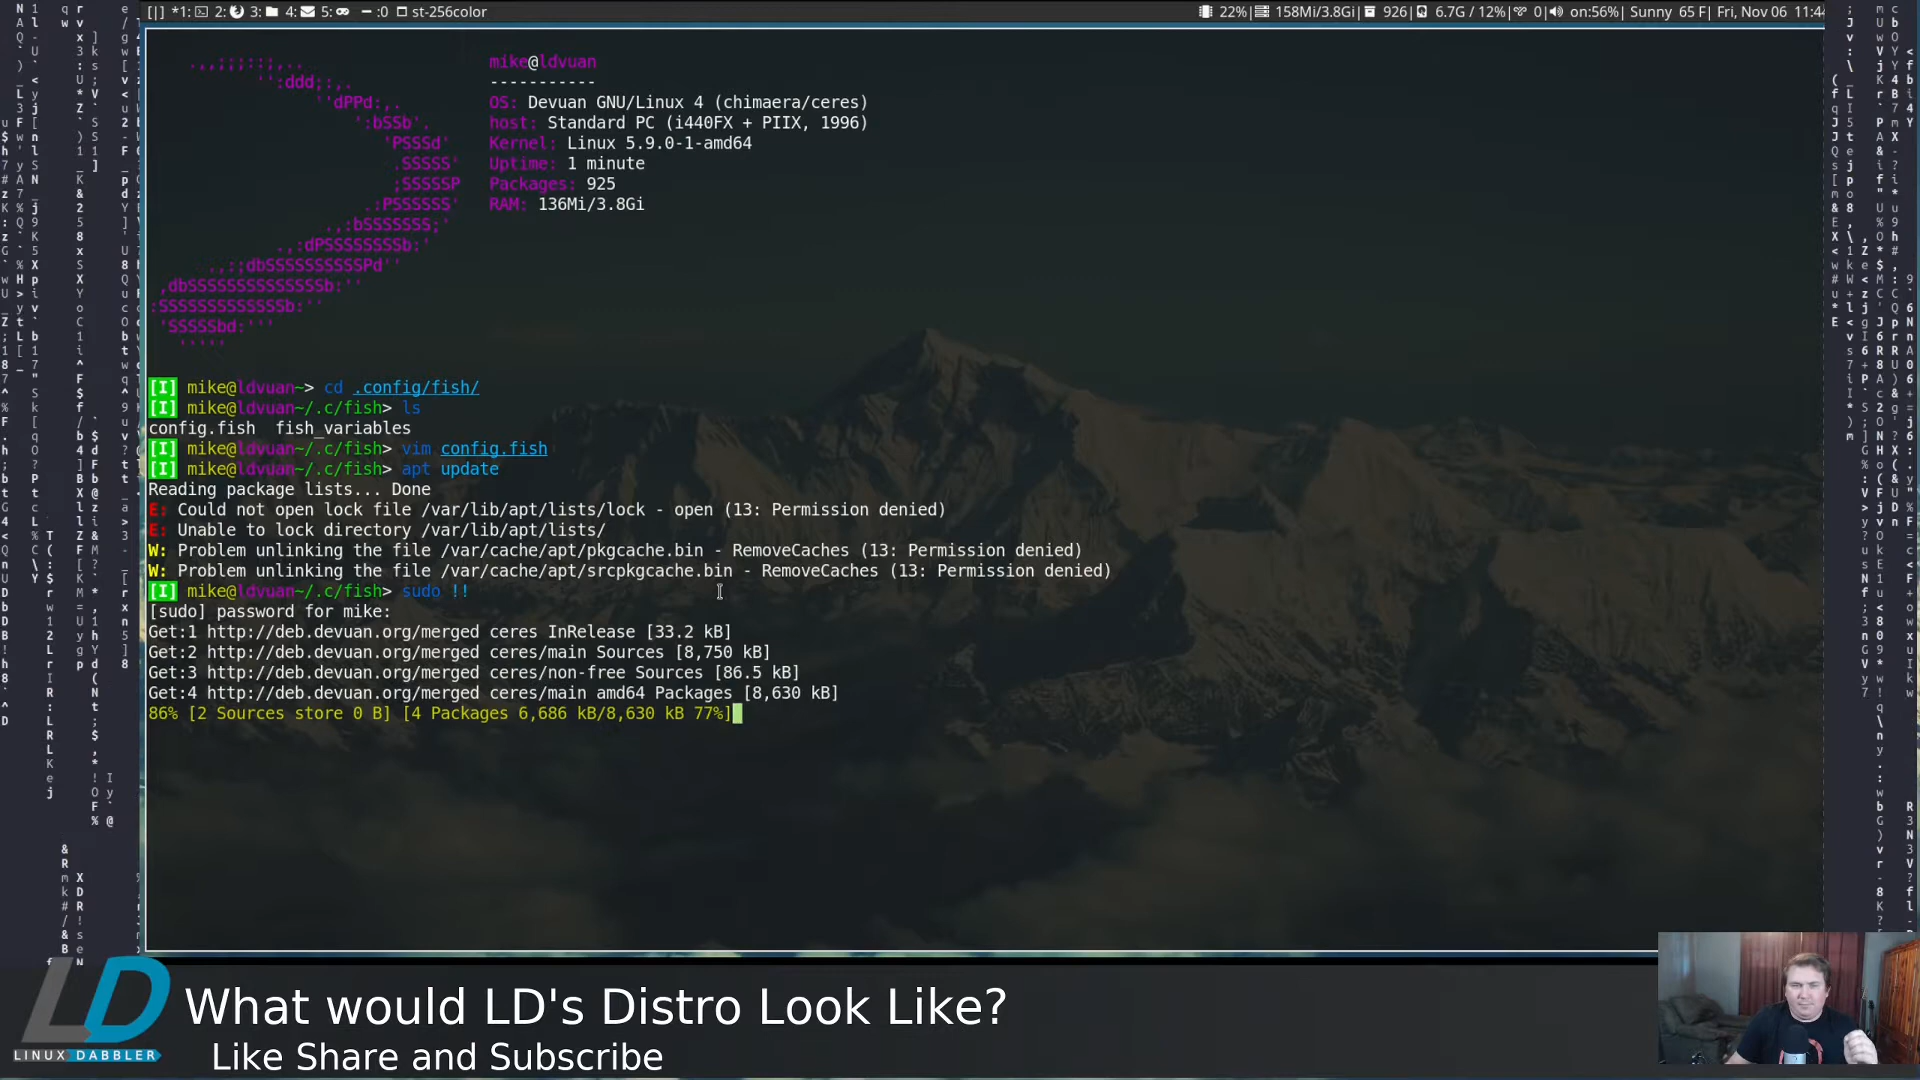 [|] *1: 2: 3: 4: 5: :0 st-256color
22%| 158Mi/3.8Gi| 926| 6.7G / 12%| 0| on:56%| Sunny 65 F| Fri, Nov 06 11:44
mike@ldvuan
-----------
OS: Devuan GNU/Linux 4 (chimaera/ceres)
host: Standard PC (i440FX + PIIX, 1996)
Kernel: Linux 5.9.0-1-amd64
Uptime: 1 minute
Packages: 925
RAM: 136Mi/3.8Gi
[I] mike@ldvuan~> cd .config/fish/
[I] mike@ldvuan~/.c/fish> ls
config.fish  fish_variables
[I] mike@ldvuan~/.c/fish> vim config.fish
[I] mike@ldvuan~/.c/fish> apt update
Reading package lists... Done
E: Could not open lock file /var/lib/apt/lists/lock - open (13: Permission denied)
E: Unable to lock directory /var/lib/apt/lists/
W: Problem unlinking the file /var/cache/apt/pkgcache.bin - RemoveCaches (13: Permission denied)
W: Problem unlinking the file /var/cache/apt/srcpkgcache.bin - RemoveCaches (13: Permission denied)
[I] mike@ldvuan~/.c/fish> sudo !!
[sudo] password for mike:
Get:1 http://deb.devuan.org/merged ceres InRelease [33.2 kB]
Get:2 http://deb.devuan.org/merged ceres/main Sources [8,750 kB]
Get:3 http://deb.devuan.org/merged ceres/non-free Sources [86.5 kB]
Get:4 http://deb.devuan.org/merged ceres/main amd64 Packages [8,630 kB]
86% [2 Sources store 0 B] [4 Packages 6,686 kB/8,630 kB 77%]
LD
LINUX DABBLER
What would LD's Distro Look Like?
Like Share and Subscribe